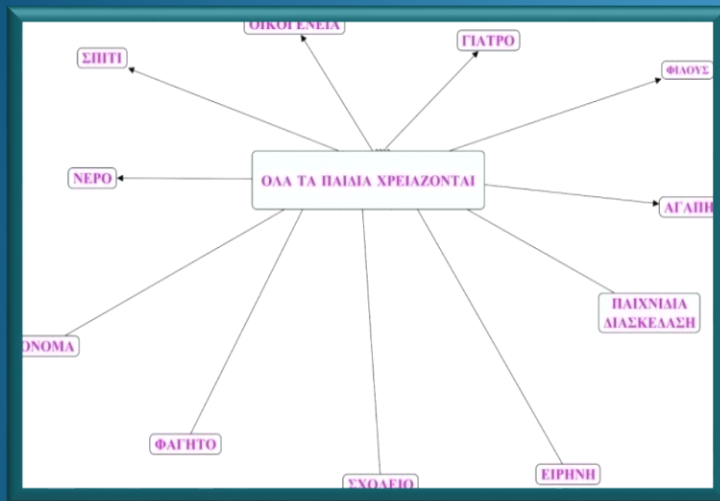 ΟΙΚΟΓΕΝΕΙΑ
ΓΙΑΤΡΟ
ΣΠΙΤΙ
ΦΙΛΟΥΣ
ΝΕΡΟ
ΟΛΑ ΤΑ ΠΑΙΔΙΑ ΧΡΕΙΑΖΟΝΤΑΙ
ΑΓΑΠΗ
ΠΑΙΧΝΙΔΙΑ
ΔΙΑΣΚΕΔΑΣΗ
ΟΝΟΜΑ
ΦΑΓΗΤΟ
ΕΙΡΗΝΗ
ΣΧΟΛΕΙΟ